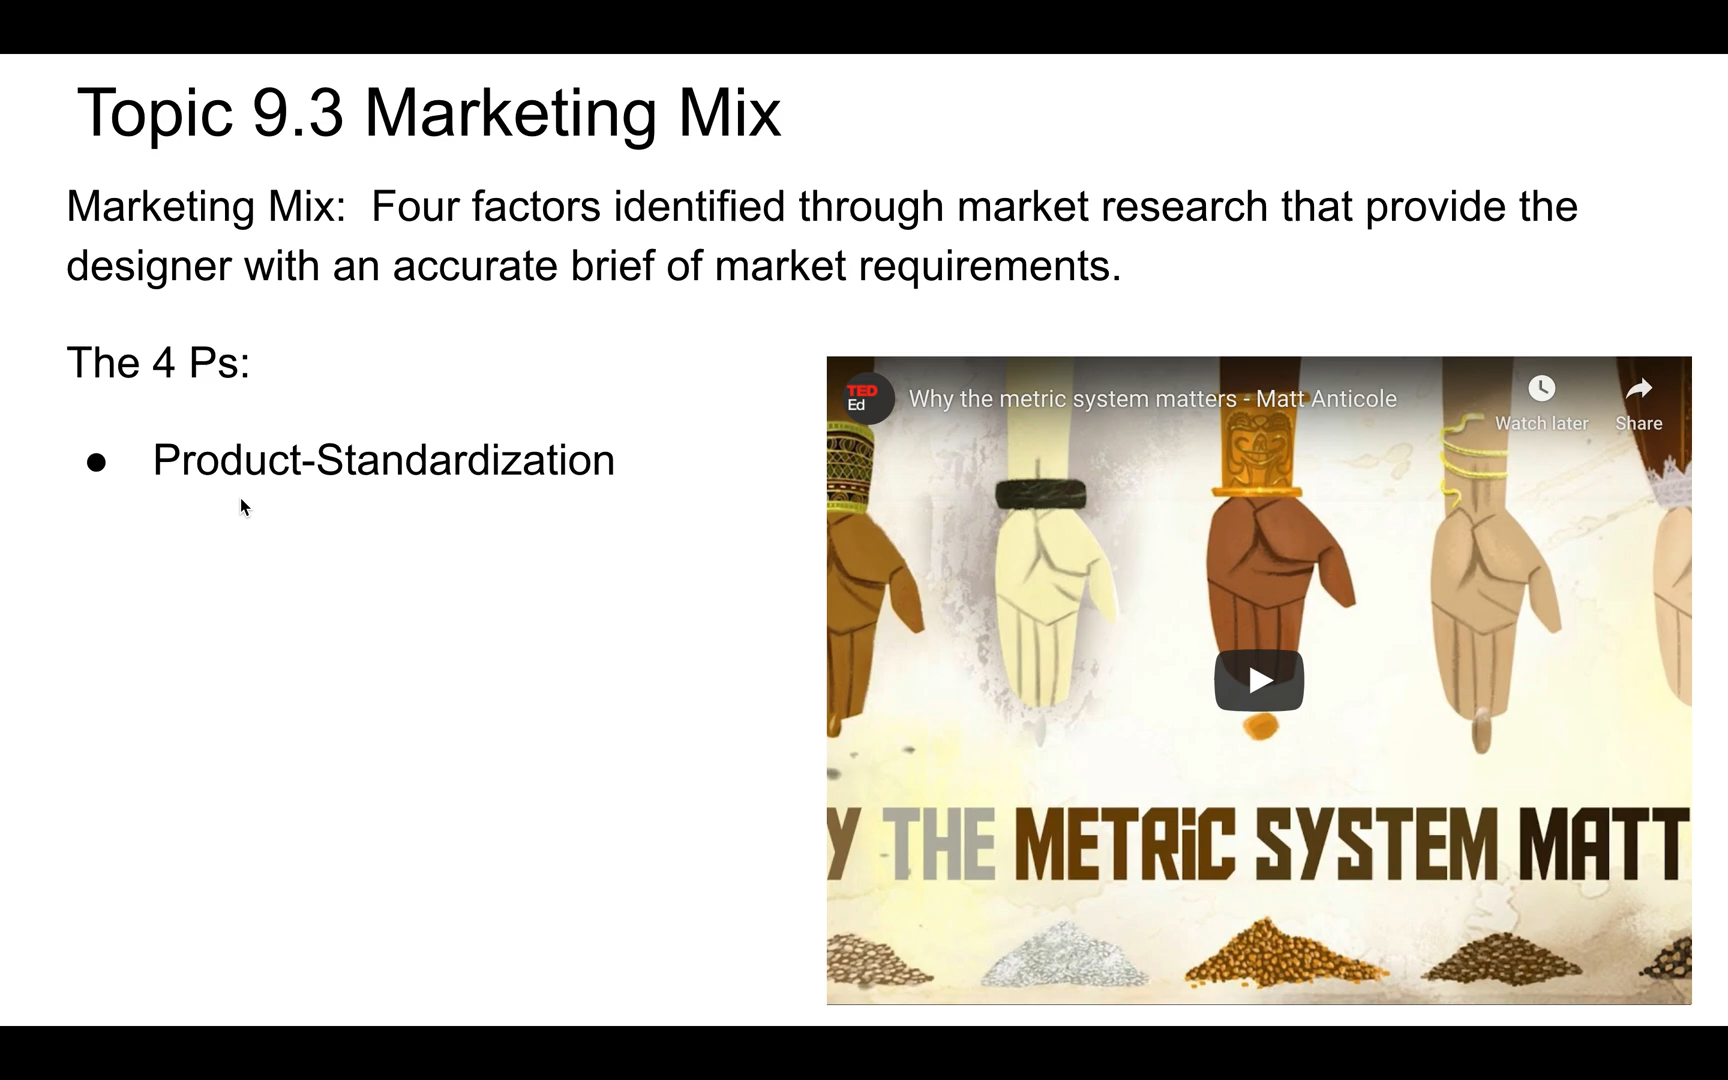 Topic 9.3 Marketing Mix
Marketing Mix:  Four factors identified through market research that provide the
designer with an accurate brief of market requirements.
The 4 Ps:
● Product-Standardization
TED
Ed
Why the metric system matters - Matt Anticole
Watch later
Share
Y THE METRiC SYSTEM MATT